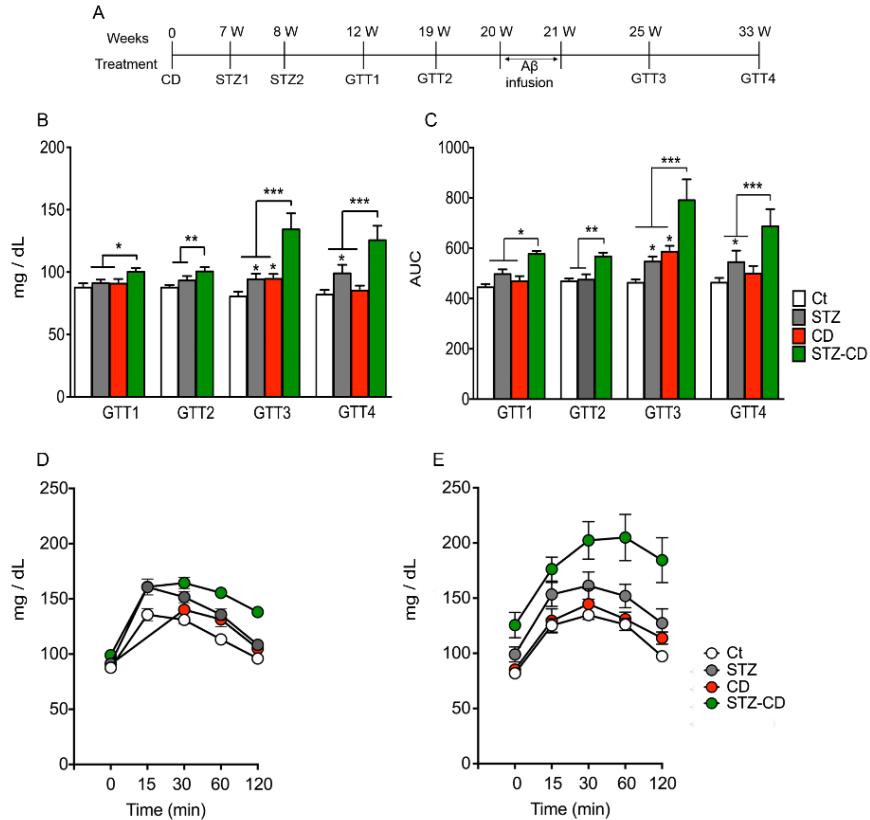 A
Weeks 0 7 W 8 W 12 W 19 W 20 W 21 W 25 W 33 W
Treatment CD STZ1 STZ2 GTT1 GTT2 Aβ infusion GTT3 GTT4
B
mg / dL
200
150
100
50
0
* ** *** * * *** *
GTT1 GTT2 GTT3 GTT4
C
AUC
1000
800
600
400
200
0
* ** *** * * *** *
GTT1 GTT2 GTT3 GTT4
Ct
STZ
CD
STZ-CD
D
mg / dL
250
200
150
100
50
0
0 15 30 60 120
Time (min)
E
mg / dL
250
200
150
100
50
0
0 15 30 60 120
Time (min)
Ct
STZ
CD
STZ-CD